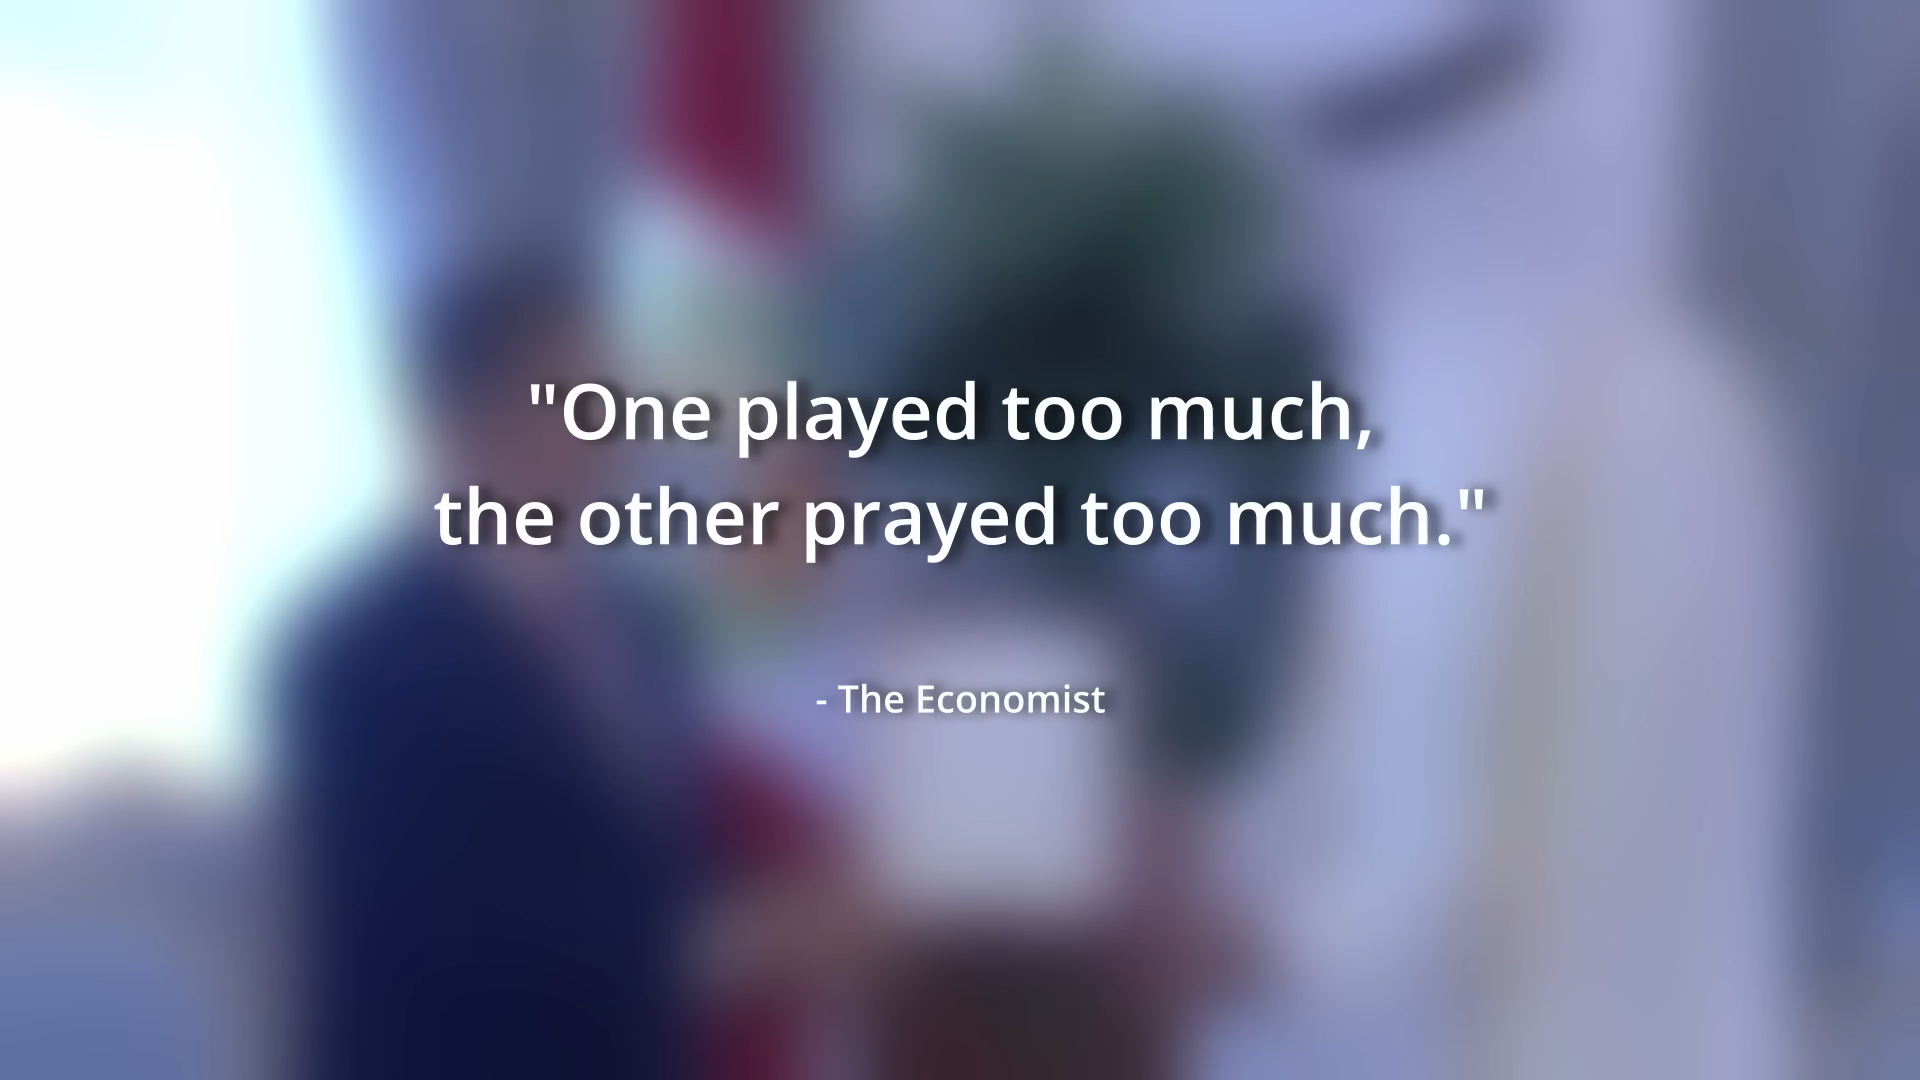 "One played too much,
the other prayed too much."
- The Economist